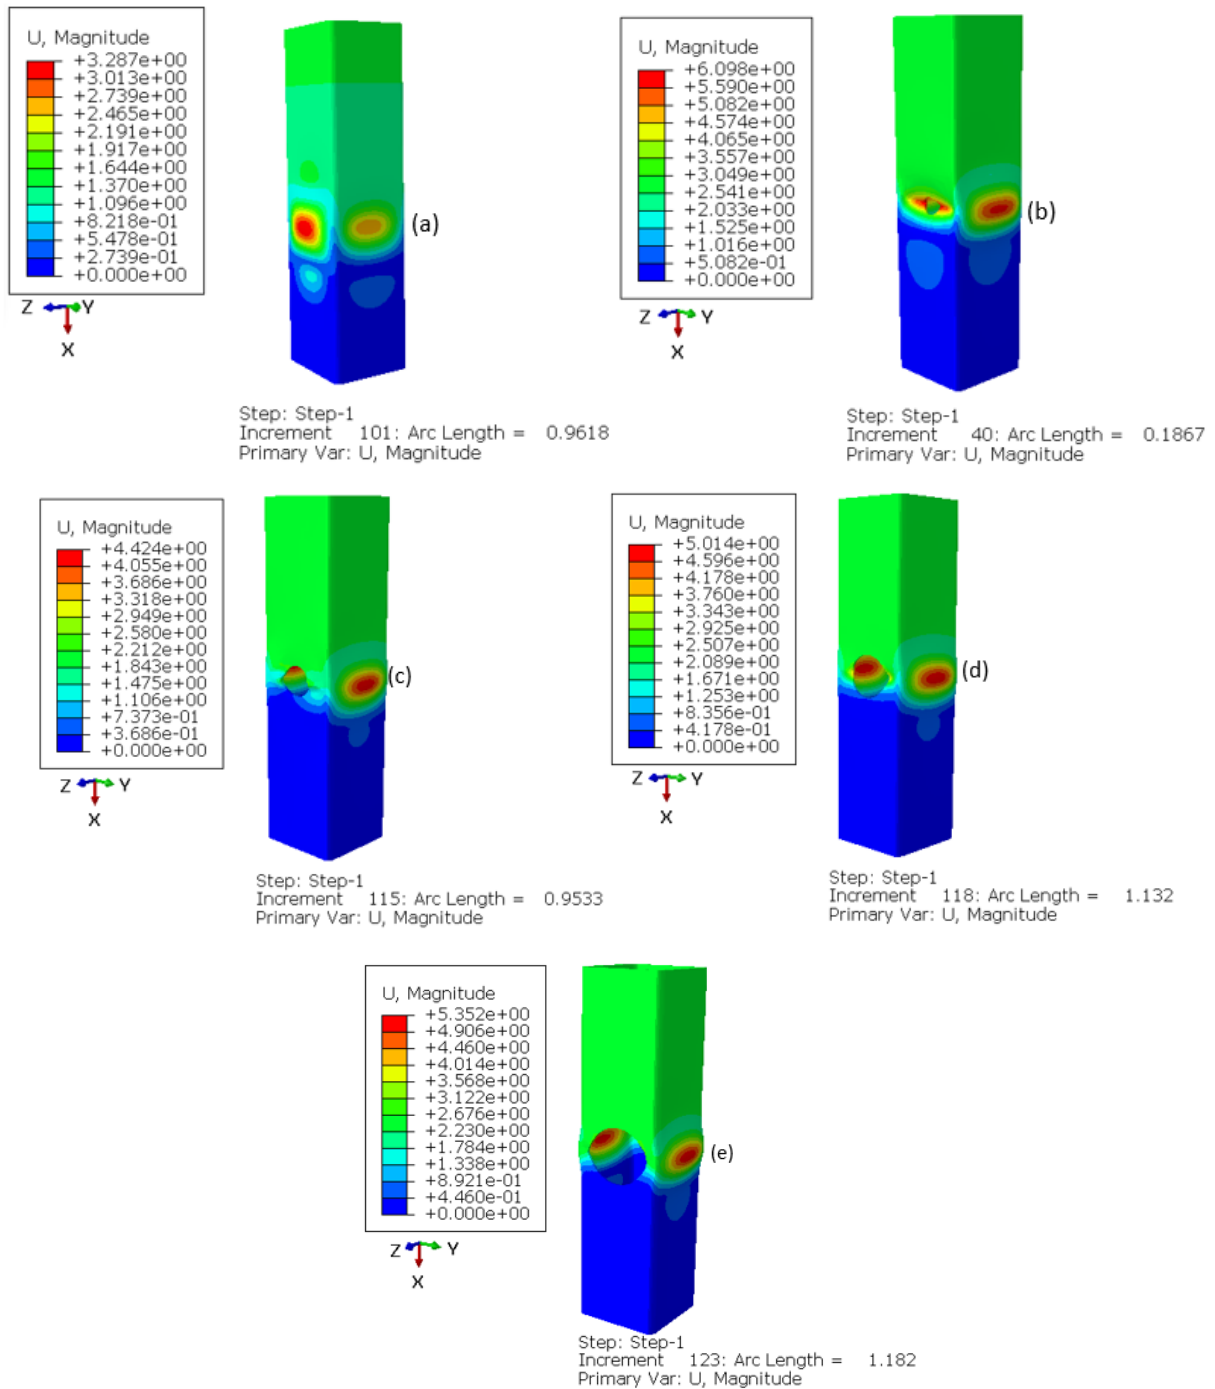 U, Magnitude
+3.287e+00
+3.013e+00
+2.739e+00
+2.465e+00
+2.191e+00
+1.917e+00
+1.644e+00
+1.370e+00
+1.096e+00
+8.218e-01
+5.478e-01
+2.739e-01
+0.000e+00
Z Y
X
(a)
Step: Step-1
Increment 101: Arc Length = 0.9618
Primary Var: U, Magnitude
U, Magnitude
+6.098e+00
+5.590e+00
+5.082e+00
+4.574e+00
+4.065e+00
+3.557e+00
+3.049e+00
+2.541e+00
+2.033e+00
+1.525e+00
+1.016e+00
+5.082e-01
+0.000e+00
Z Y
X
(b)
Step: Step-1
Increment 40: Arc Length = 0.1867
Primary Var: U, Magnitude
U, Magnitude
+4.424e+00
+4.055e+00
+3.686e+00
+3.318e+00
+2.949e+00
+2.580e+00
+2.212e+00
+1.843e+00
+1.475e+00
+1.106e+00
+7.373e-01
+3.686e-01
+0.000e+00
Z Y
X
(c)
Step: Step-1
Increment 115: Arc Length = 0.9533
Primary Var: U, Magnitude
U, Magnitude
+5.014e+00
+4.596e+00
+4.178e+00
+3.760e+00
+3.343e+00
+2.925e+00
+2.507e+00
+2.089e+00
+1.671e+00
+1.253e+00
+8.356e-01
+4.178e-01
+0.000e+00
Z Y
X
(d)
Step: Step-1
Increment 118: Arc Length = 1.132
Primary Var: U, Magnitude
U, Magnitude
+5.352e+00
+4.906e+00
+4.460e+00
+4.014e+00
+3.568e+00
+3.122e+00
+2.676e+00
+2.230e+00
+1.784e+00
+1.338e+00
+8.921e-01
+4.460e-01
+0.000e+00
Z Y
X
(e)
Step: Step-1
Increment 123: Arc Length = 1.182
Primary Var: U, Magnitude